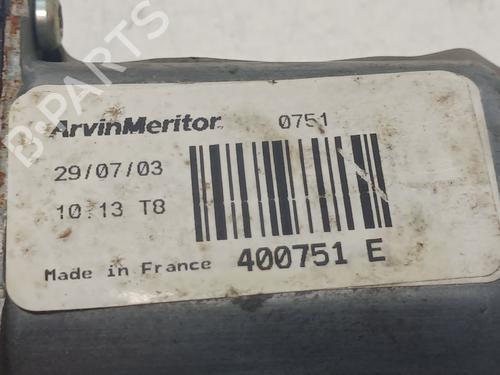 B-PARTS
ArvinMeritor 0751
29/07/03
10:13 T8
Made in France 400751 E